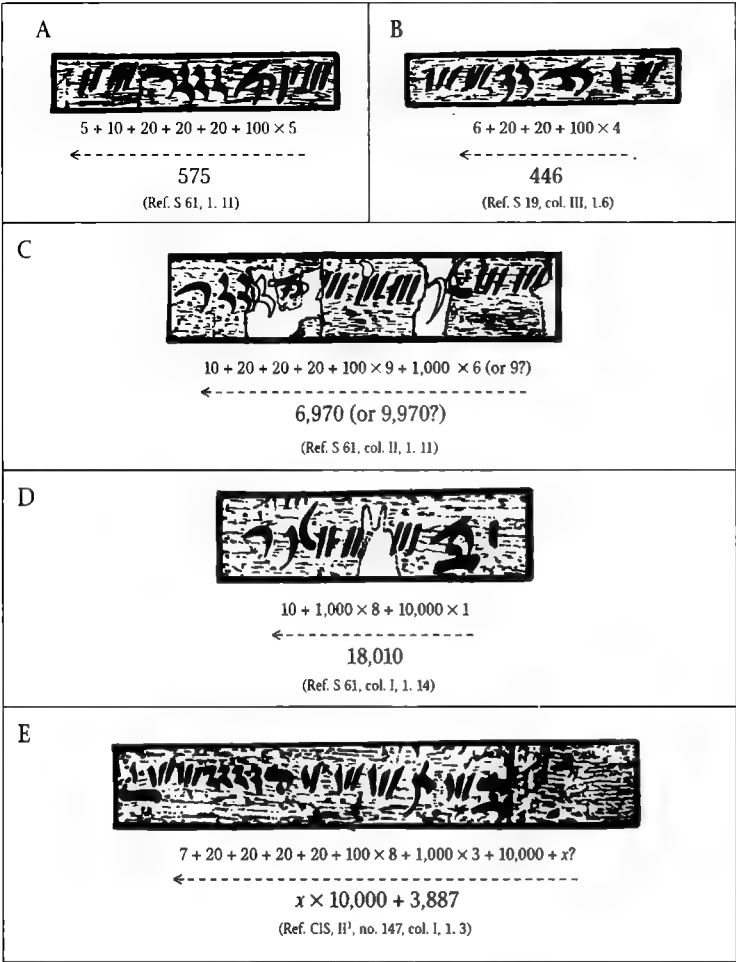 A
5 + 10 + 20 + 20 + 20 + 100 × 5
575
(Ref. S 61, 1. 11)
B
6 + 20 + 20 + 100 × 4
446
(Ref. S 19, col. III, 1.6)
C
10 + 20 + 20 + 20 + 100 × 9 + 1,000 × 6 (or 9?)
6,970 (or 9,970?)
(Ref. S 61, col. II, 1. 11)
D
10 + 1,000 × 8 + 10,000 × 1
18,010
(Ref. S 61, col. I, 1. 14)
E
7 + 20 + 20 + 20 + 20 + 100 × 8 + 1,000 × 3 + 10,000 + x?
x × 10,000 + 3,887
(Ref. CIS, II¹, no. 147, col. I, 1. 3)